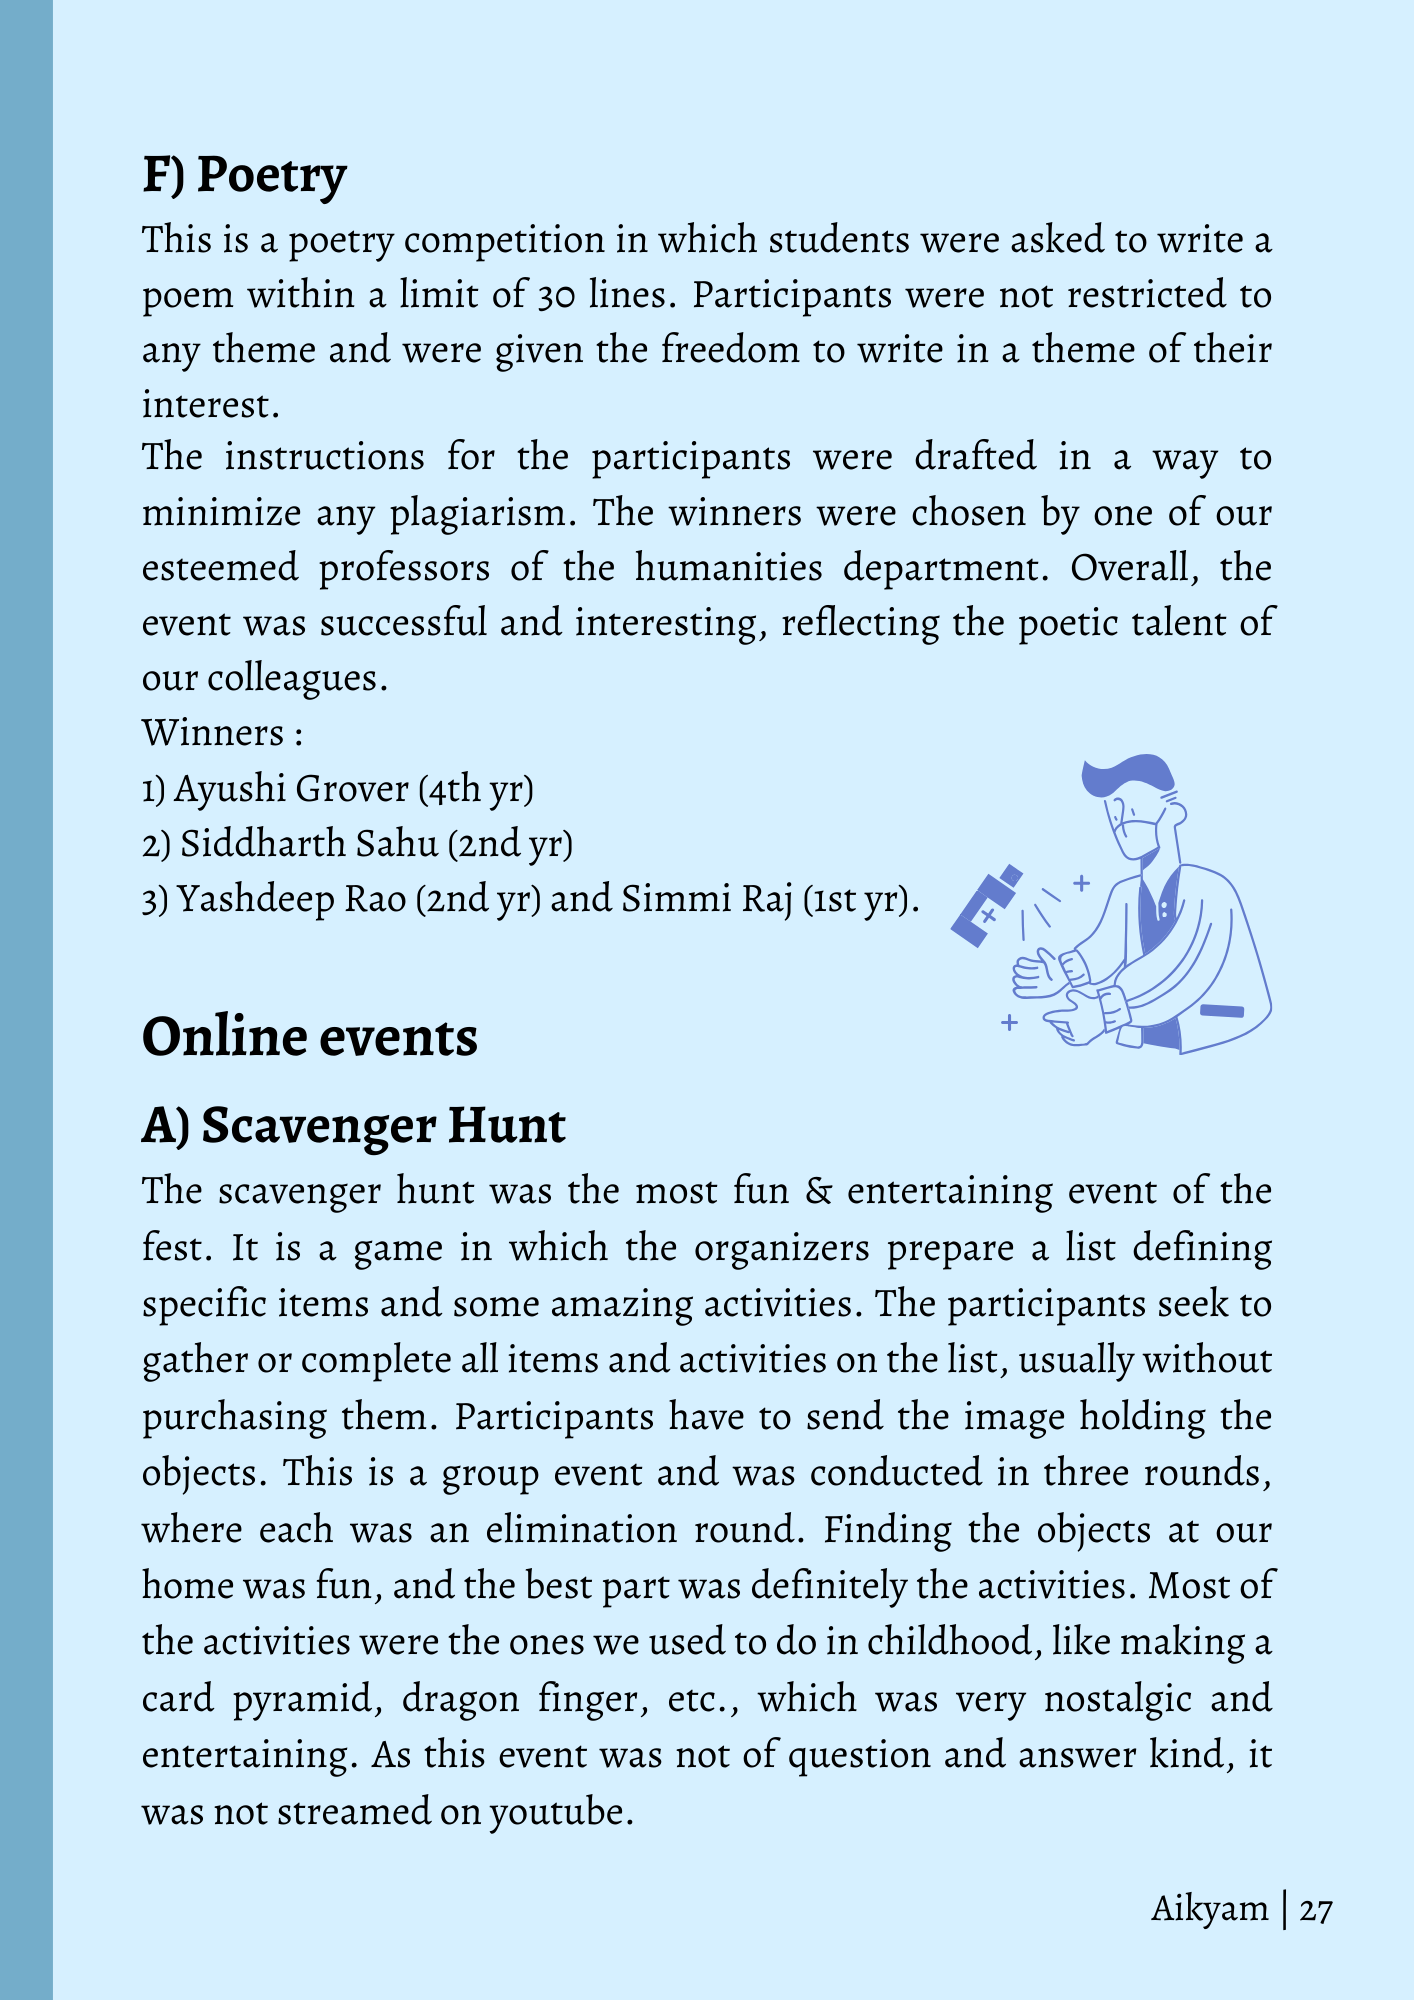 F) Poetry
This is a poetry competition in which students were asked to write a
poem within a limit of 30 lines. Participants were not restricted to
any theme and were given the freedom to write in a theme of their
interest.
The instructions for the participants were drafted in a way to
minimize any plagiarism. The winners were chosen by one of our
esteemed professors of the humanities department. Overall, the
event was successful and interesting, reflecting the poetic talent of
our colleagues.
Winners :
1) Ayushi Grover (4th yr)
2) Siddharth Sahu (2nd yr)
3) Yashdeep Rao (2nd yr) and Simmi Raj (1st yr).
Online events
A) Scavenger Hunt
The scavenger hunt was the most fun & entertaining event of the
fest. It is a game in which the organizers prepare a list defining
specific items and some amazing activities. The participants seek to
gather or complete all items and activities on the list, usually without
purchasing them. Participants have to send the image holding the
objects. This is a group event and was conducted in three rounds,
where each was an elimination round. Finding the objects at our
home was fun, and the best part was definitely the activities. Most of
the activities were the ones we used to do in childhood, like making a
card pyramid, dragon finger, etc., which was very nostalgic and
entertaining. As this event was not of question and answer kind, it
was not streamed on youtube.
Aikyam | 27